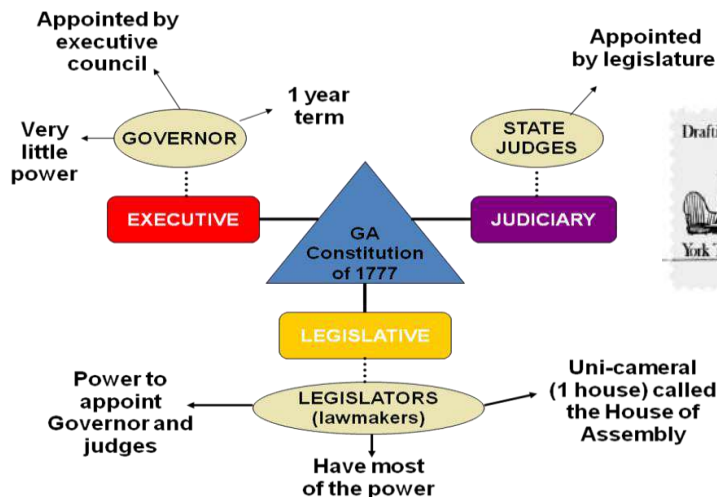 Appointed by
executive
council
1 year
term
Very
little
power
GOVERNOR
EXECUTIVE
Appointed
by legislature
STATE
JUDGES
JUDICIARY
GA
Constitution
of 1777
LEGISLATIVE
LEGISLATORS
(lawmakers)
Power to
appoint
Governor and
judges
Have most
of the power
Uni-cameral
(1 house) called
the House of
Assembly
York